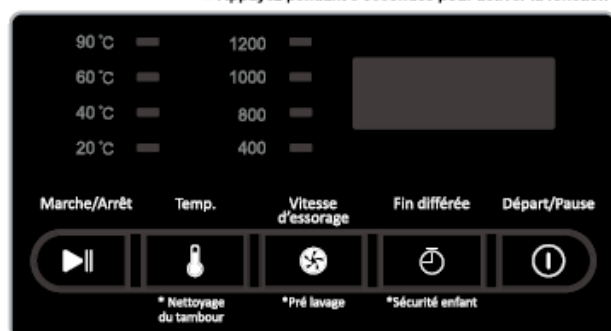 90 °C 1200
60 °C 1000
40 °C 800
20 °C 400
Marche/Arrêt Temp. Vitesse d'essorage Fin différée Départ/Pause
* Nettoyage du tambour *Pré lavage *Sécurité enfant